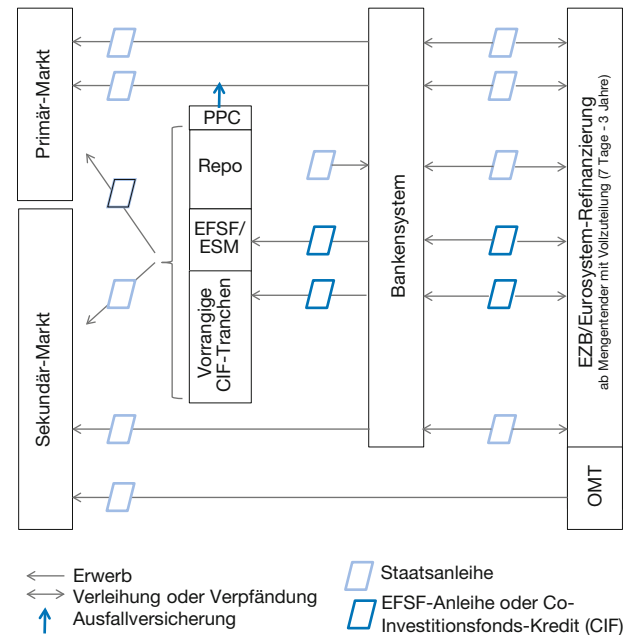 Primär-Markt
Sekundär-Markt
PPC
Repo
EFSF/
ESM
Vorrangige
CIF-Tranchen
Bankensystem
EZB/Eurosystem-Refinanzierung
ab Mengentender mit Vollzuteilung (7 Tage - 3 Jahre)
OMT
Erwerb
Verleihung oder Verpfändung
Ausfallversicherung
Staatsanleihe
EFSF-Anleihe oder Co-
Investitionsfonds-Kredit (CIF)